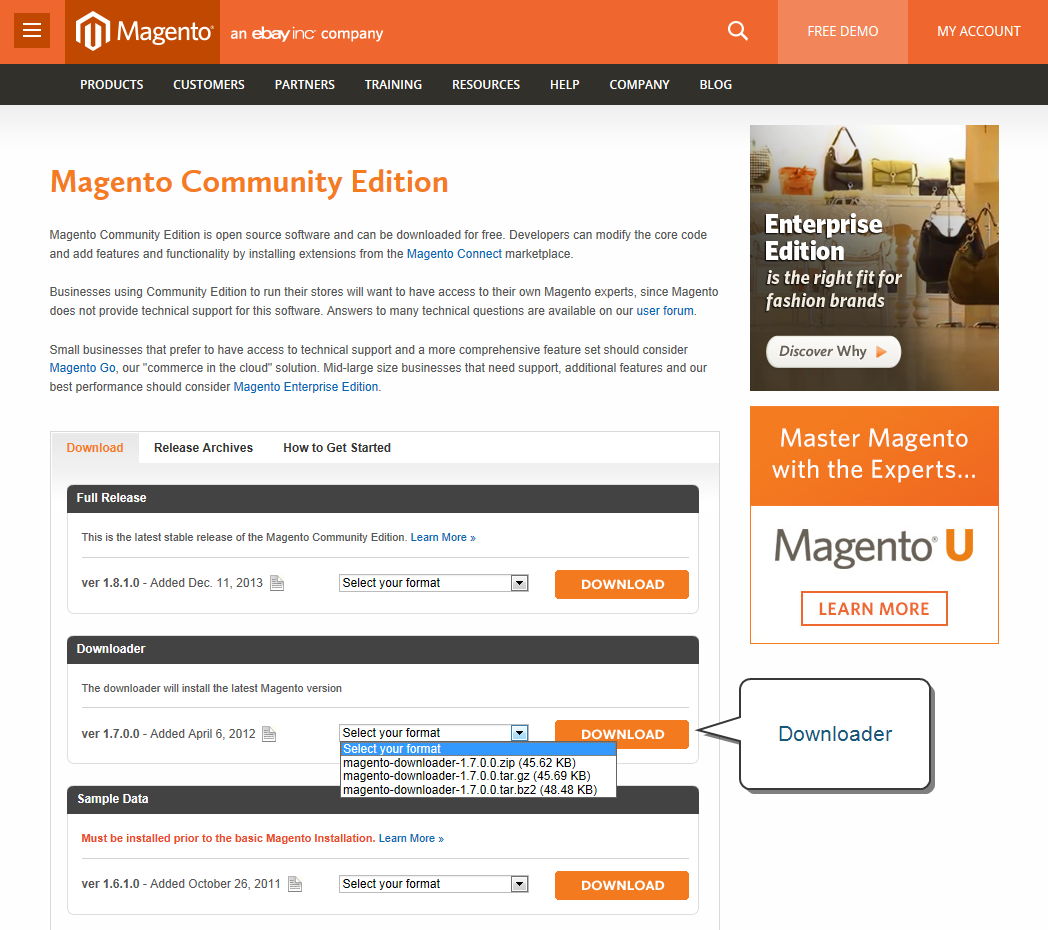 Magento® an ebay inc company
FREE DEMO
MY ACCOUNT
PRODUCTS CUSTOMERS PARTNERS TRAINING RESOURCES HELP COMPANY BLOG
Magento Community Edition
Magento Community Edition is open source software and can be downloaded for free. Developers can modify the core code
and add features and functionality by installing extensions from the Magento Connect marketplace.
Businesses using Community Edition to run their stores will want to have access to their own Magento experts, since Magento
does not provide technical support for this software. Answers to many technical questions are available on our user forum.
Small businesses that prefer to have access to technical support and a more comprehensive feature set should consider
Magento Go, our "commerce in the cloud" solution. Mid-large size businesses that need support, additional features and our
best performance should consider Magento Enterprise Edition.
Enterprise
Edition
is the right fit for
fashion brands
Discover Why
Master Magento
with the Experts...
Magento® U
LEARN MORE
Download Release Archives How to Get Started
Full Release
This is the latest stable release of the Magento Community Edition. Learn More »
ver 1.8.1.0 - Added Dec. 11, 2013 Select your format DOWNLOAD
Downloader
The downloader will install the latest Magento version
ver 1.7.0.0 - Added April 6, 2012 Select your format DOWNLOAD
Select your format
magento-downloader-1.7.0.0.zip (45.62 KB)
magento-downloader-1.7.0.0.tar.gz (45.69 KB)
magento-downloader-1.7.0.0.tar.bz2 (48.48 KB)
Downloader
Sample Data
Must be installed prior to the basic Magento Installation. Learn More »
ver 1.6.1.0 - Added October 26, 2011 Select your format DOWNLOAD